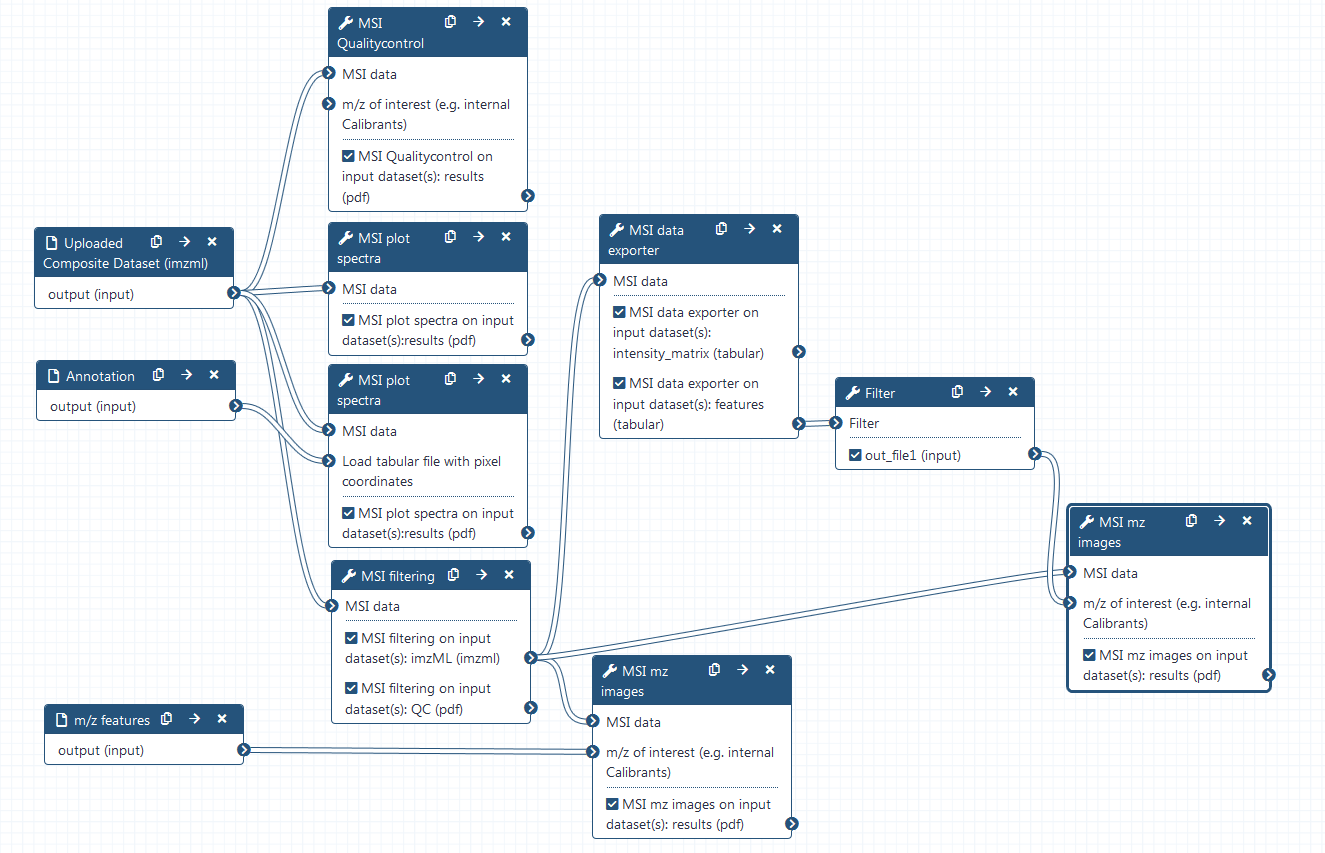 MSI
Qualitycontrol
MSI data
m/z of interest (e.g. internal
Calibrants)
MSI Qualitycontrol on
input dataset(s): results
(pdf)
Uploaded
Composite Dataset (imzml)
output (input)
MSI plot
spectra
MSI data
MSI plot spectra on input
dataset(s):results (pdf)
Annotation
output (input)
MSI plot
spectra
MSI data
Load tabular file with pixel
coordinates
MSI plot spectra on input
dataset(s):results (pdf)
MSI filtering
MSI data
MSI filtering on input
dataset(s): imzML (imzml)
MSI filtering on input
dataset(s): QC (pdf)
m/z features
output (input)
MSI data
exporter
MSI data
MSI data exporter on
input dataset(s):
intensity_matrix (tabular)
MSI data exporter on
input dataset(s): features
(tabular)
MSI mz
images
MSI data
m/z of interest (e.g. internal
Calibrants)
MSI mz images on input
dataset(s): results (pdf)
Filter
Filter
out_file1 (input)
MSI mz
images
MSI data
m/z of interest (e.g. internal
Calibrants)
MSI mz images on input
dataset(s): results (pdf)